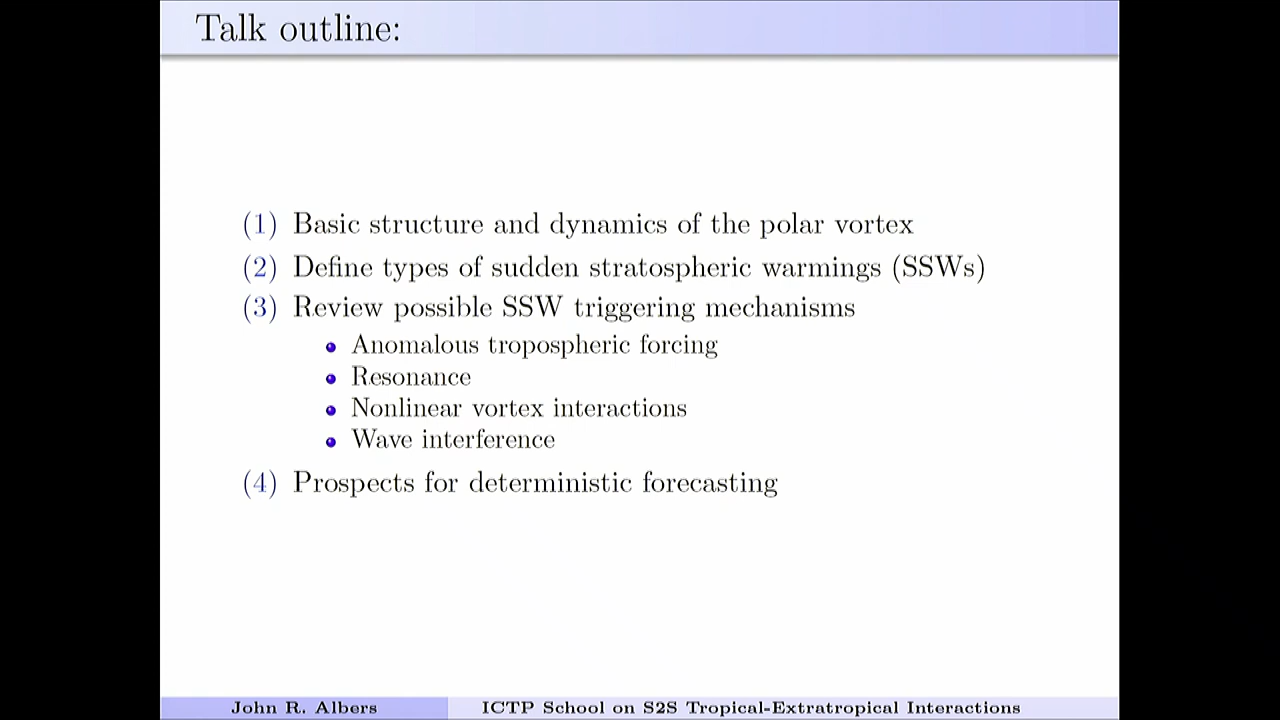 Talk outline:
(1) Basic structure and dynamics of the polar vortex
(2) Define types of sudden stratospheric warmings (SSWs)
(3) Review possible SSW triggering mechanisms
Anomalous tropospheric forcing
Resonance
Nonlinear vortex interactions
Wave interference
(4) Prospects for deterministic forecasting
John R. Albers
ICTP School on S2S Tropical-Extratropical Interactions